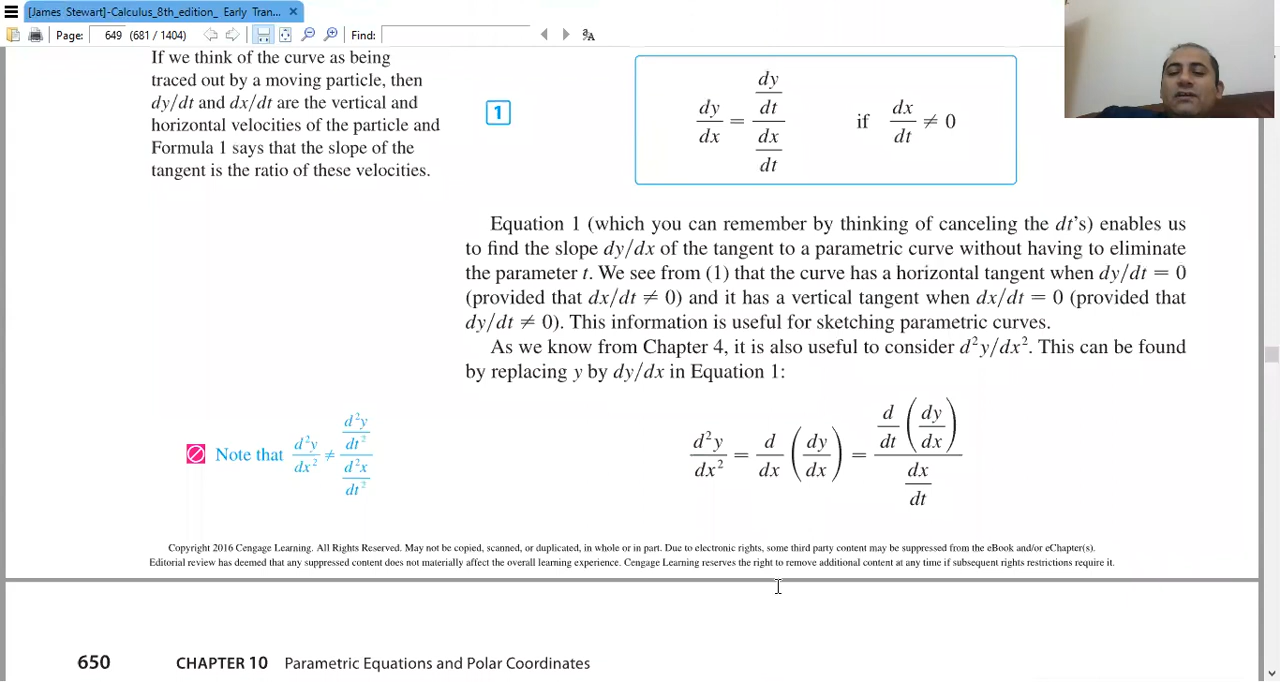 [James Stewart]-Calculus_8th_edition_ Early Tran... ×
Page: 649 (681 / 1404) Find:
If we think of the curve as being
traced out by a moving particle, then
dy/dt and dx/dt are the vertical and
horizontal velocities of the particle and
Formula 1 says that the slope of the
tangent is the ratio of these velocities.
1
dy/dx = (dy/dt)/(dx/dt) if dx/dt ≠ 0
Equation 1 (which you can remember by thinking of canceling the dt's) enables us
to find the slope dy/dx of the tangent to a parametric curve without having to eliminate
the parameter t. We see from (1) that the curve has a horizontal tangent when dy/dt = 0
(provided that dx/dt ≠ 0) and it has a vertical tangent when dx/dt = 0 (provided that
dy/dt ≠ 0). This information is useful for sketching parametric curves.
As we know from Chapter 4, it is also useful to consider d²y/dx². This can be found
by replacing y by dy/dx in Equation 1:
Note that d²y/dx² ≠ (d²y/dt²)/(d²x/dt²)
d²y/dx² = d/dx (dy/dx) = (d/dt (dy/dx))/(dx/dt)
Copyright 2016 Cengage Learning. All Rights Reserved. May not be copied, scanned, or duplicated, in whole or in part. Due to electronic rights, some third party content may be suppressed from the eBook and/or eChapter(s).
Editorial review has deemed that any suppressed content does not materially affect the overall learning experience. Cengage Learning reserves the right to remove additional content at any time if subsequent rights restrictions require it.
650 CHAPTER 10 Parametric Equations and Polar Coordinates